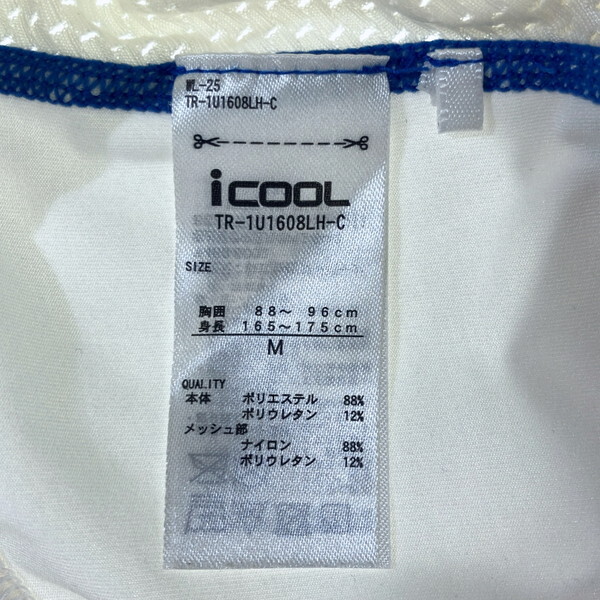 WL-25
TR-1U1608LH-C
iCOOL
TR-1U1608LH-C
SIZE
胸囲 88～ 96cm
身長 165～175cm
M
QUALITY
本体 ポリエステル 88%
ポリウレタン 12%
メッシュ部
ナイロン 88%
ポリウレタン 12%